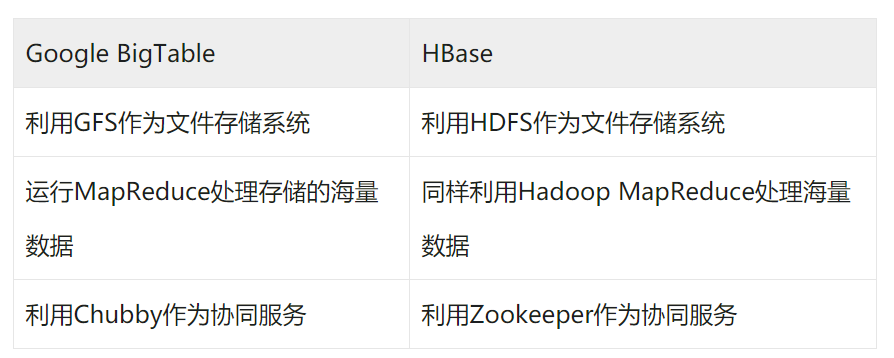 Google BigTable
HBase
利用GFS作为文件存储系统
利用HDFS作为文件存储系统
运行MapReduce处理存储的海量
数据
同样利用Hadoop MapReduce处理海量
数据
利用Chubby作为协同服务
利用Zookeeper作为协同服务